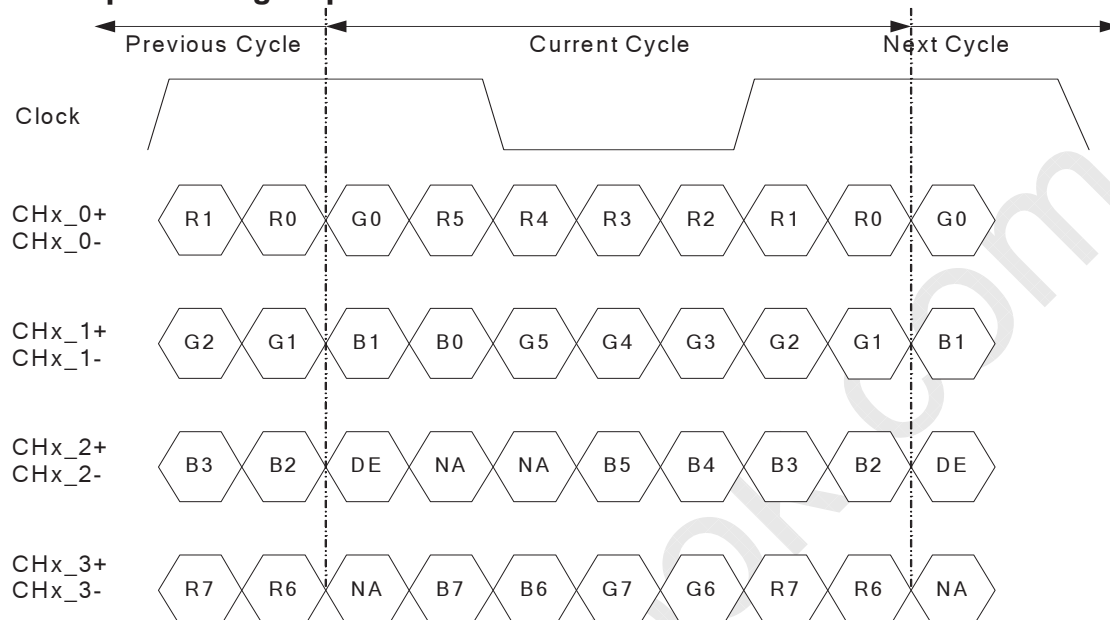 Previous Cycle Current Cycle Next Cycle
Clock
CHx_0+
CHx_0-
R1 R0 G0 R5 R4 R3 R2 R1 R0 G0
CHx_1+
CHx_1-
G2 G1 B1 B0 G5 G4 G3 G2 G1 B1
CHx_2+
CHx_2-
B3 B2 DE NA NA B5 B4 B3 B2 DE
CHx_3+
CHx_3-
R7 R6 NA B7 B6 G7 G6 R7 R6 NA